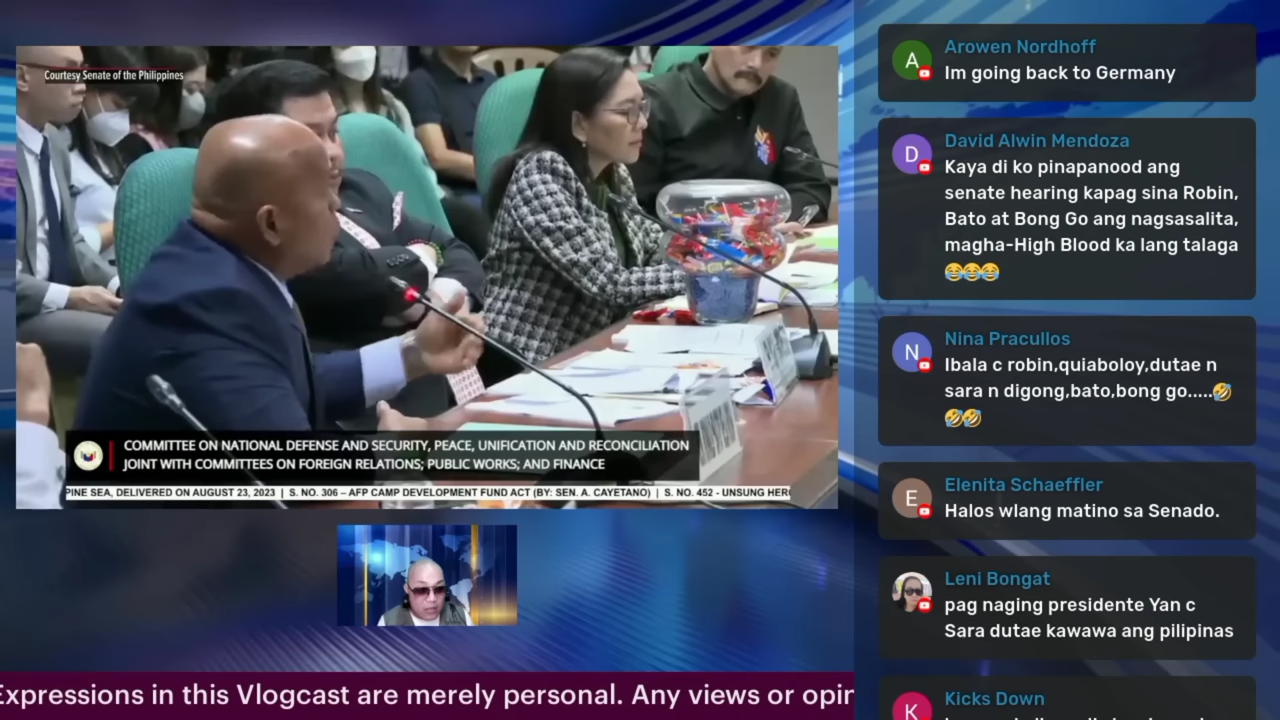 Courtesy Senate of the Philippines
COMMITTEE ON NATIONAL DEFENSE AND SECURITY, PEACE, UNIFICATION AND RECONCILIATION
JOINT WITH COMMITTEES ON FOREIGN RELATIONS; PUBLIC WORKS; AND FINANCE
PINE SEA, DELIVERED ON AUGUST 23, 2023 | S. NO. 306 – AFP CAMP DEVELOPMENT FUND ACT (BY: SEN. A. CAYETANO) | S. NO. 452 - UNSUNG HER
Expressions in this Vlogcast are merely personal. Any views or opin
A
Arowen Nordhoff
Im going back to Germany
D
David Alwin Mendoza
Kaya di ko pinapanood ang
senate hearing kapag sina Robin,
Bato at Bong Go ang nagsasalita,
magha-High Blood ka lang talaga
😂😂😂
N
Nina Pracullos
Ibala c robin,quiaboloy,dutae n
sara n digong,bato,bong go.....🤣
🤣🤣
E
Elenita Schaeffler
Halos wlang matino sa Senado.
Leni Bongat
pag naging presidente Yan c
Sara dutae kawawa ang pilipinas
K
Kicks Down